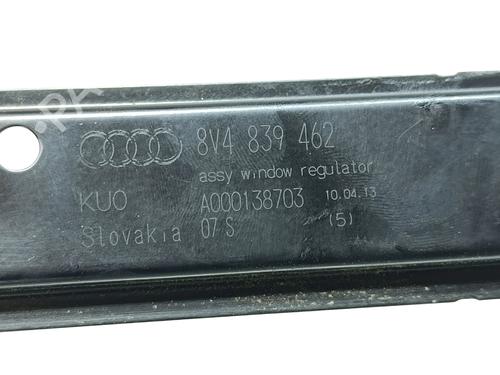 8V4 839 462
assy window regulator
KUO A000138703 10.04.13
Slovakia 07 S (5)